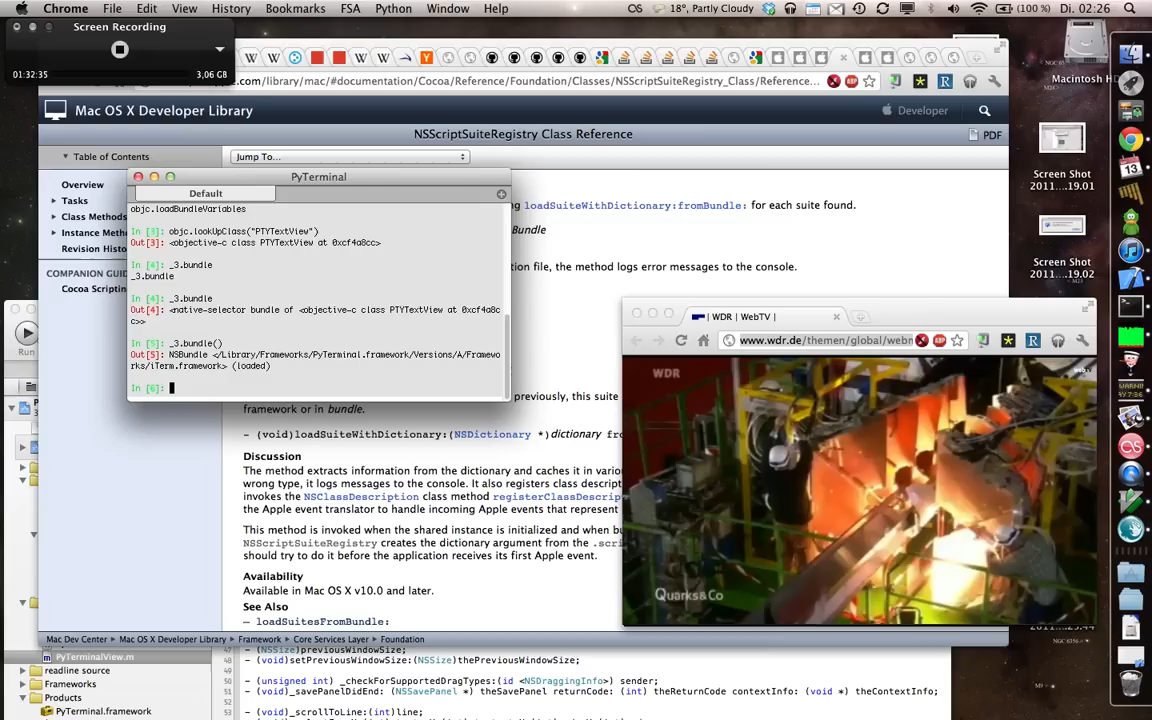 Chrome File Edit View History Bookmarks FSA Python Window Help
18°, Partly Cloudy
(100 %) Di. 02:26
Screen Recording
01:32:35 3,06 GB
.com/library/mac/#documentation/Cocoa/Reference/Foundation/Classes/NSScriptSuiteRegistry_Class/Reference...
Mac OS X Developer Library
Developer
NSScriptSuiteRegistry Class Reference
PDF
Table of Contents
Jump To...
Overview
Tasks
Class Methods
Instance Method
Revision Histo
COMPANION GUID
Cocoa Scripting
PyTerminal
Default
objc.loadBundleVariables
In [3]: objc.lookUpClass("PTYTextView")
Out[3]: <objective-c class PTYTextView at 0xcf4a8cc>
In [4]: _3.bundle
_3.bundle
In [4]: _3.bundle
Out[4]: <native-selector bundle of <objective-c class PTYTextView at 0xcf4a8c
c>>
In [5]: _3.bundle()
Out[5]: NSBundle </Library/Frameworks/PyTerminal.framework/Versions/A/Framewo
rks/iTerm.framework> (loaded)
In [6]:
ng loadSuiteWithDictionary:fromBundle: for each suite found.
Bundle
tion file, the method logs error messages to the console.
previously, this suite
framework or in bundle.
- (void)loadSuiteWithDictionary:(NSDictionary *)dictionary fro
Discussion
The method extracts information from the dictionary and caches it in vario
wrong type, it logs messages to the console. It also registers class descript
invokes the NSClassDescription class method registerClassDescrip
the Apple event translator to handle incoming Apple events that represent
This method is invoked when the shared instance is initialized and when bu
NSScriptSuiteRegistry creates the dictionary argument from the .scri
should try to do it before the application receives its first Apple event.
Availability
Available in Mac OS X v10.0 and later.
See Also
– loadSuitesFromBundle:
Mac Dev Center Mac OS X Developer Library Framework Core Services Layer Foundation
| WDR | WebTV |
www.wdr.de/themen/global/webm
WDR
Quarks&Co
Macintosh H
Screen Shot
2011...19.01
Screen Shot
2011...19.02
Run
PyTerminalView.m
readline source
Frameworks
Products
PyTerminal.framework
47 - (NSSize)previousWindowSize;
48 - (void)setPreviousWindowSize:(NSSize)thePreviousWindowSize;
50 - (unsigned int) _checkForSupportedDragTypes:(id <NSDraggingInfo>) sender;
51 - (void)_savePanelDidEnd: (NSSavePanel *) theSavePanel returnCode: (int) theReturnCode contextInfo: (void *) theContextInfo;
53 - (void)_scrollToLine:(int)line;